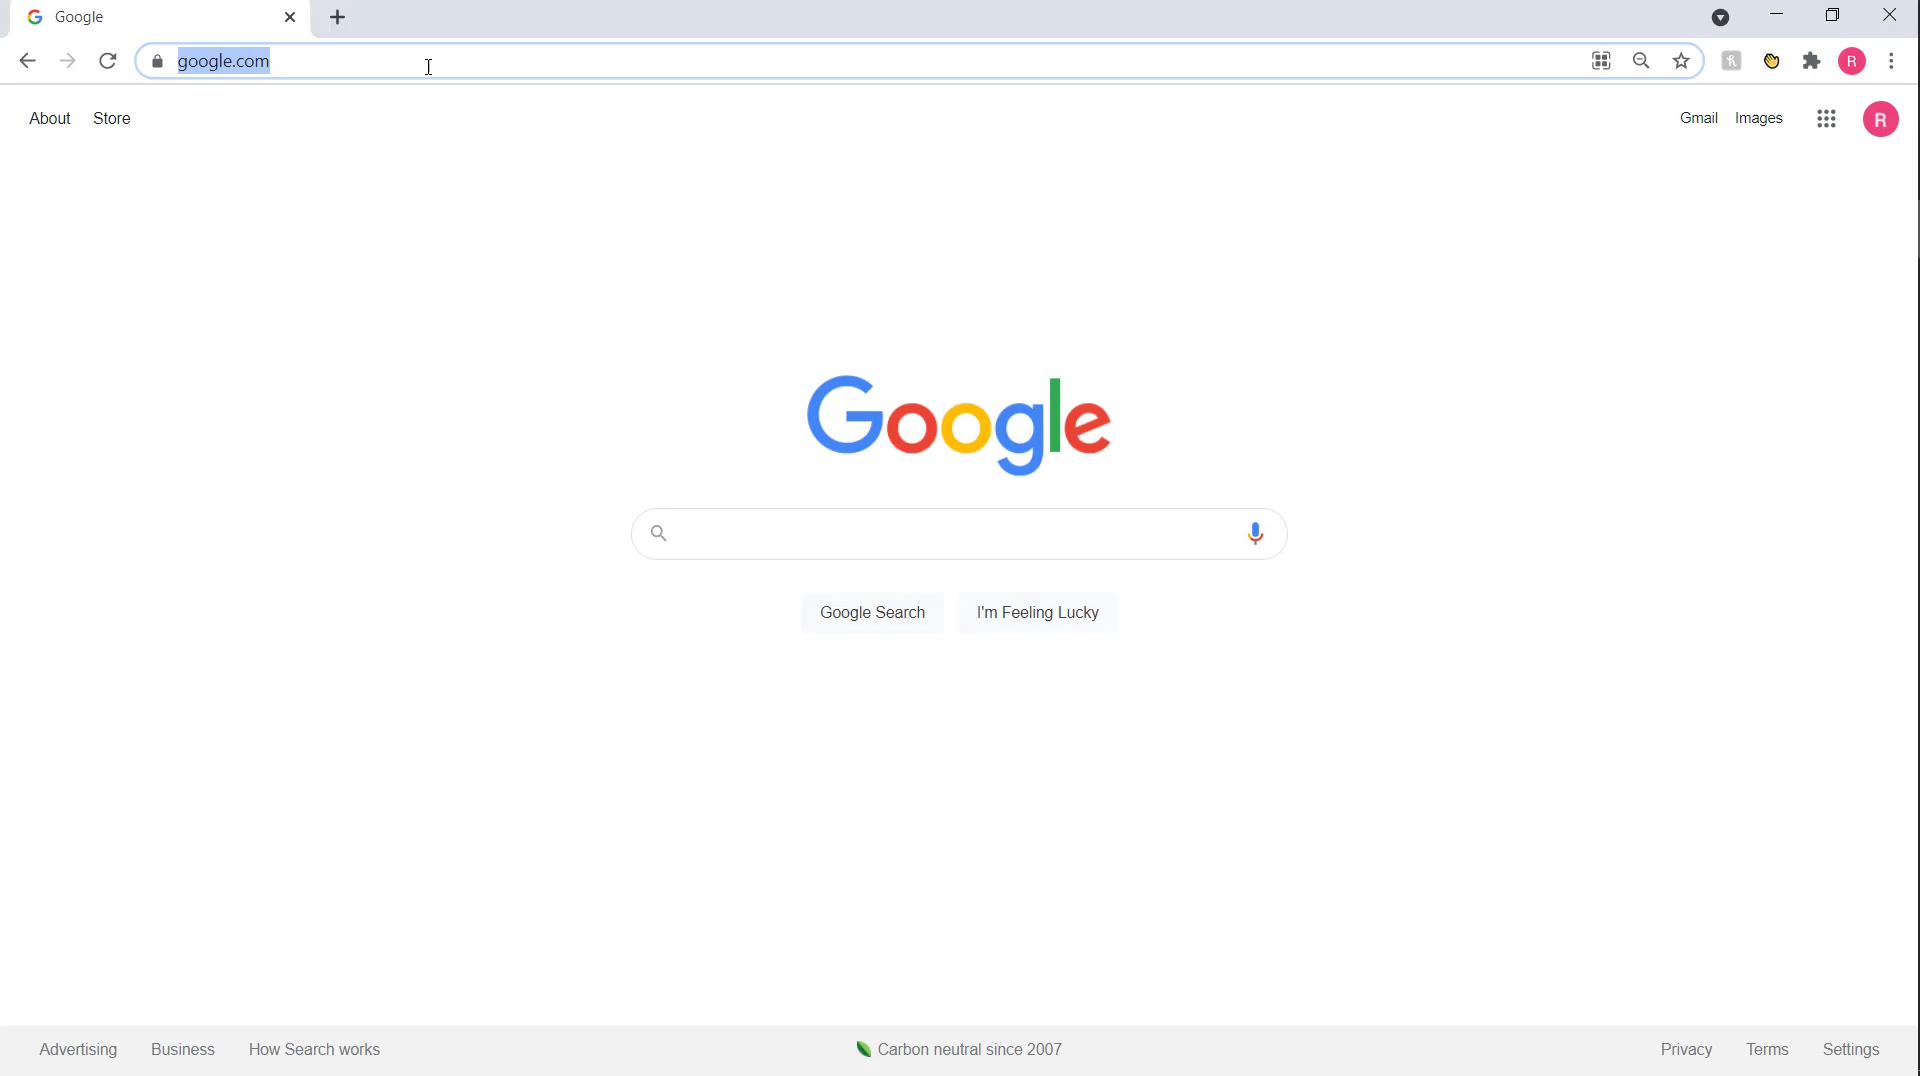 Google
google.com
About Store
Gmail Images
R
R
Google
Google Search I'm Feeling Lucky
Advertising Business How Search works
Carbon neutral since 2007
Privacy Terms Settings